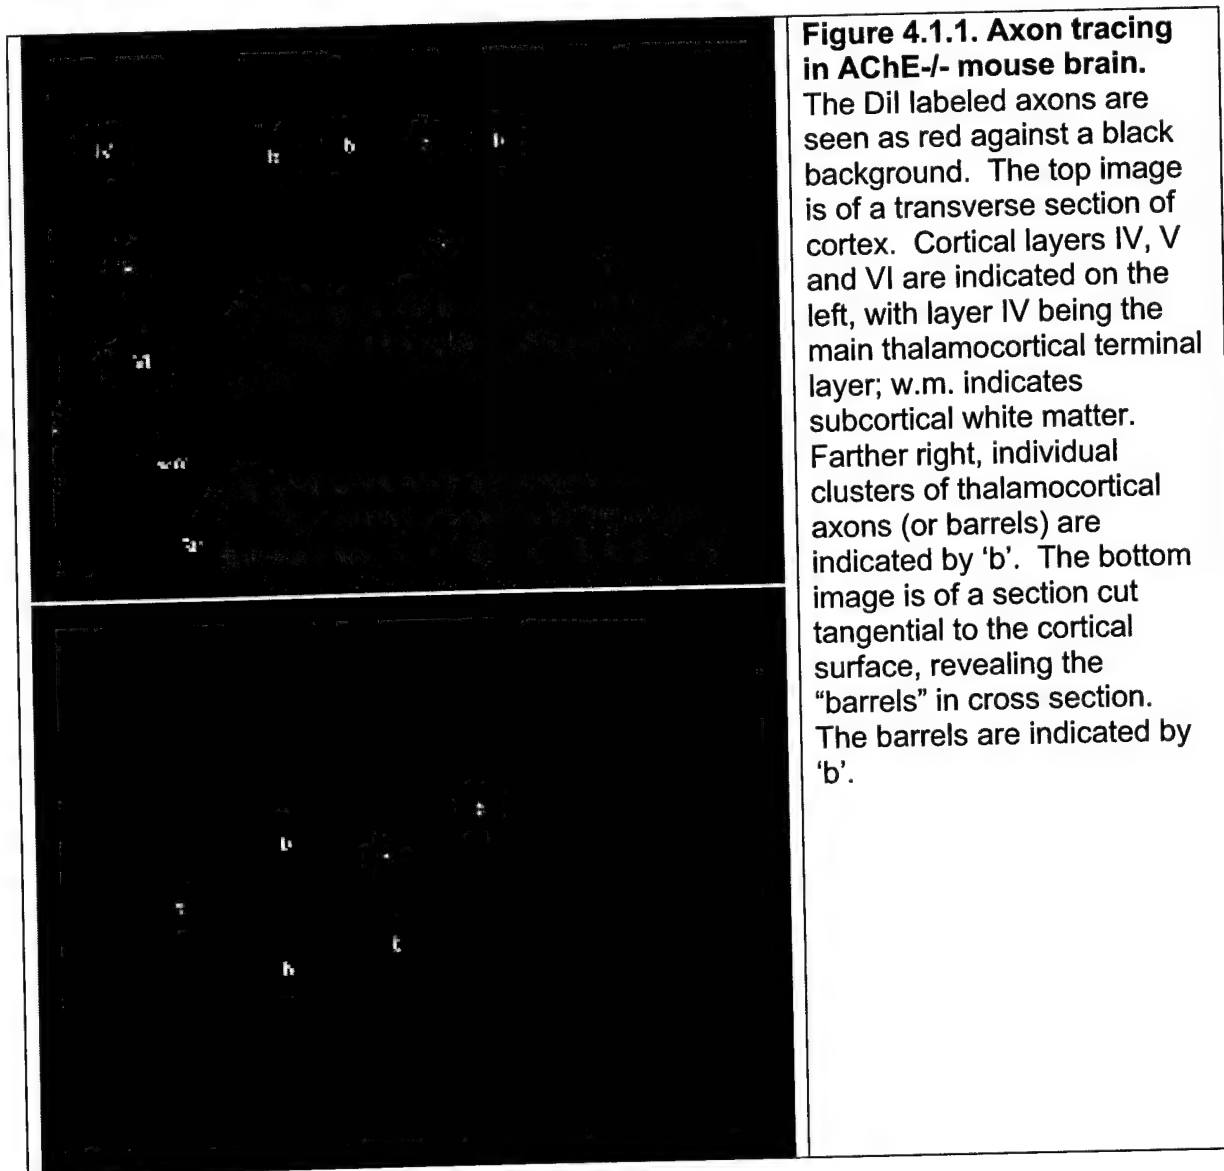 b
b
b
b
Figure 4.1.1. Axon tracing
in AChE-/- mouse brain.
The DiI labeled axons are
seen as red against a black
background. The top image
is of a transverse section of
cortex. Cortical layers IV, V
and VI are indicated on the
left, with layer IV being the
main thalamocortical terminal
layer; w.m. indicates
subcortical white matter.
Farther right, individual
clusters of thalamocortical
axons (or barrels) are
indicated by ‘b’. The bottom
image is of a section cut
tangential to the cortical
surface, revealing the
“barrels” in cross section.
The barrels are indicated by
‘b’.